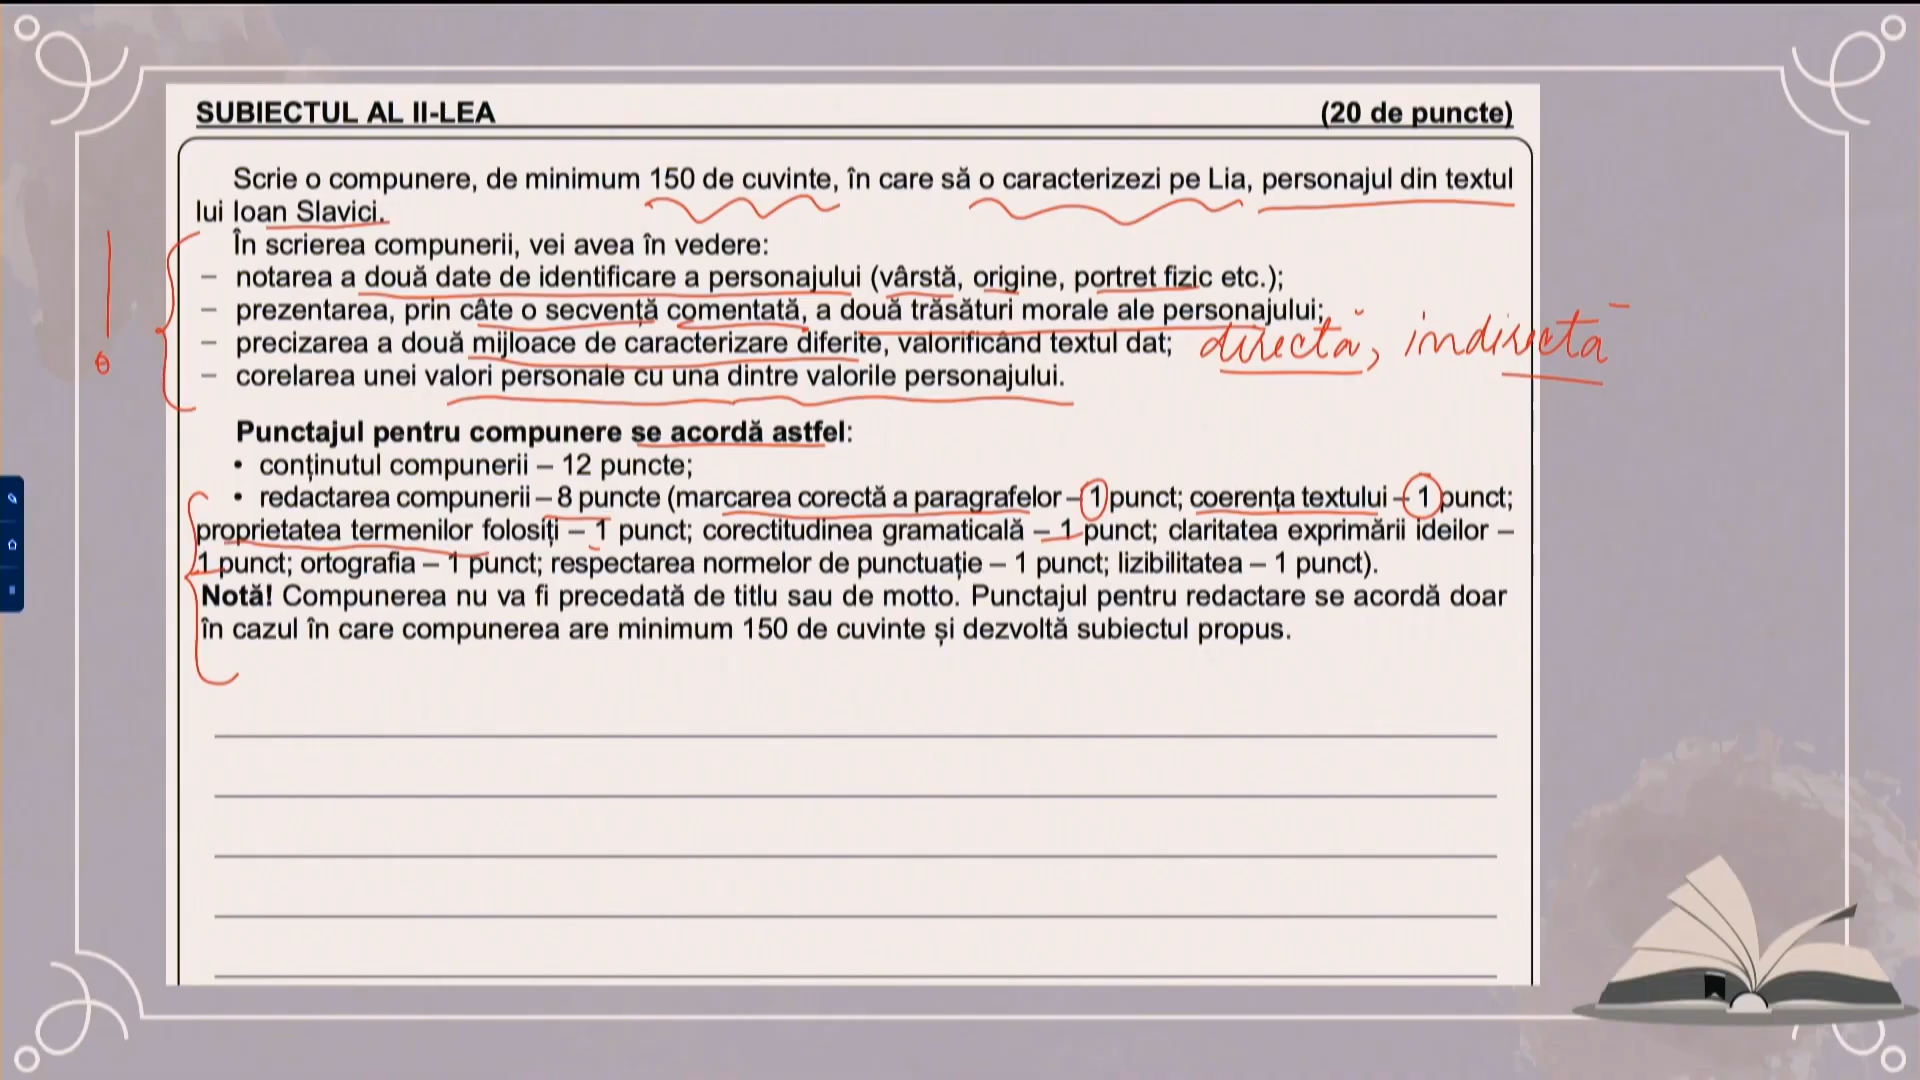 SUBIECTUL AL II-LEA (20 de puncte)
Scrie o compunere, de minimum 150 de cuvinte, în care să o caracterizezi pe Lia, personajul din textul
lui Ioan Slavici.
În scrierea compunerii, vei avea în vedere:
– notarea a două date de identificare a personajului (vârstă, origine, portret fizic etc.);
– prezentarea, prin câte o secvență comentată, a două trăsături morale ale personajului;
– precizarea a două mijloace de caracterizare diferite, valorificând textul dat; directă, indirectă
– corelarea unei valori personale cu una dintre valorile personajului.
Punctajul pentru compunere se acordă astfel:
• conținutul compunerii – 12 puncte;
• redactarea compunerii – 8 puncte (marcarea corectă a paragrafelor – 1 punct; coerența textului – 1 punct;
proprietatea termenilor folosiți – 1 punct; corectitudinea gramaticală – 1 punct; claritatea exprimării ideilor –
1 punct; ortografia – 1 punct; respectarea normelor de punctuație – 1 punct; lizibilitatea – 1 punct).
Notă! Compunerea nu va fi precedată de titlu sau de motto. Punctajul pentru redactare se acordă doar
în cazul în care compunerea are minimum 150 de cuvinte și dezvoltă subiectul propus.